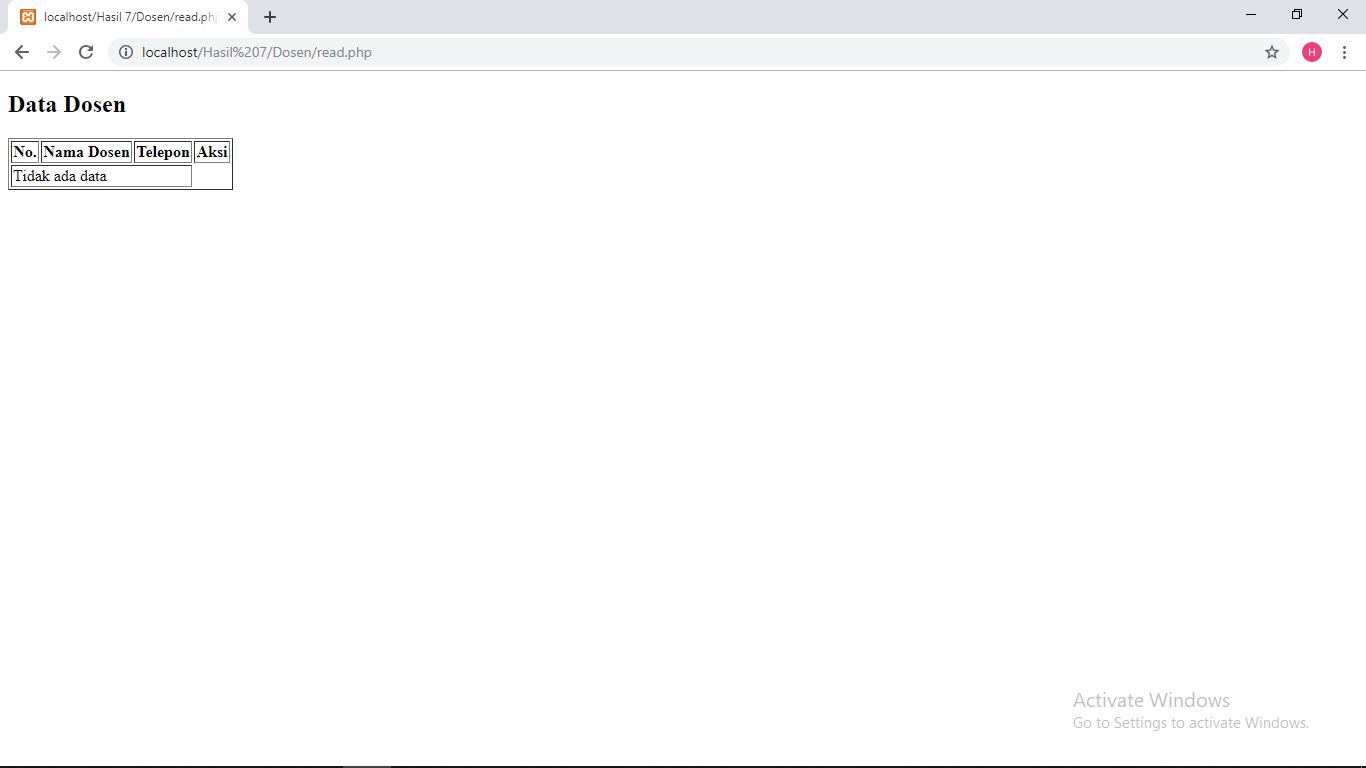 localhost/Hasil 7/Dosen/read.php
localhost/Hasil%207/Dosen/read.php
H
Data Dosen
No. Nama Dosen Telepon Aksi
Tidak ada data
Activate Windows
Go to Settings to activate Windows.